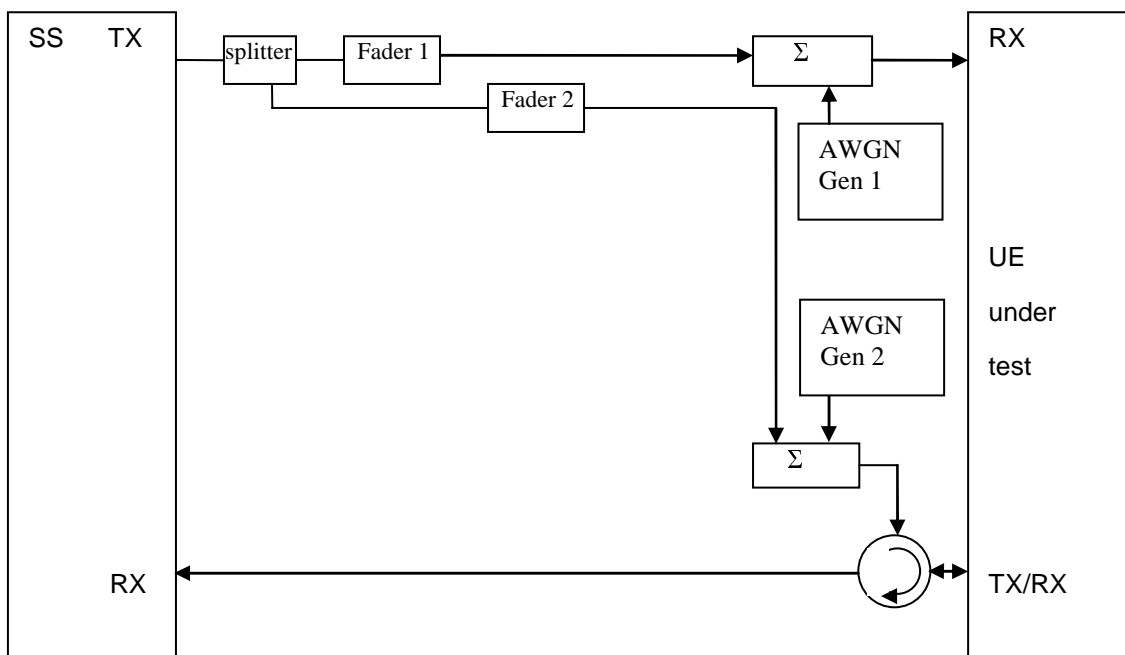 SS TX
splitter
Fader 1
Σ
RX
Fader 2
AWGN
Gen 1
UE
under
test
AWGN
Gen 2
Σ
RX
TX/RX